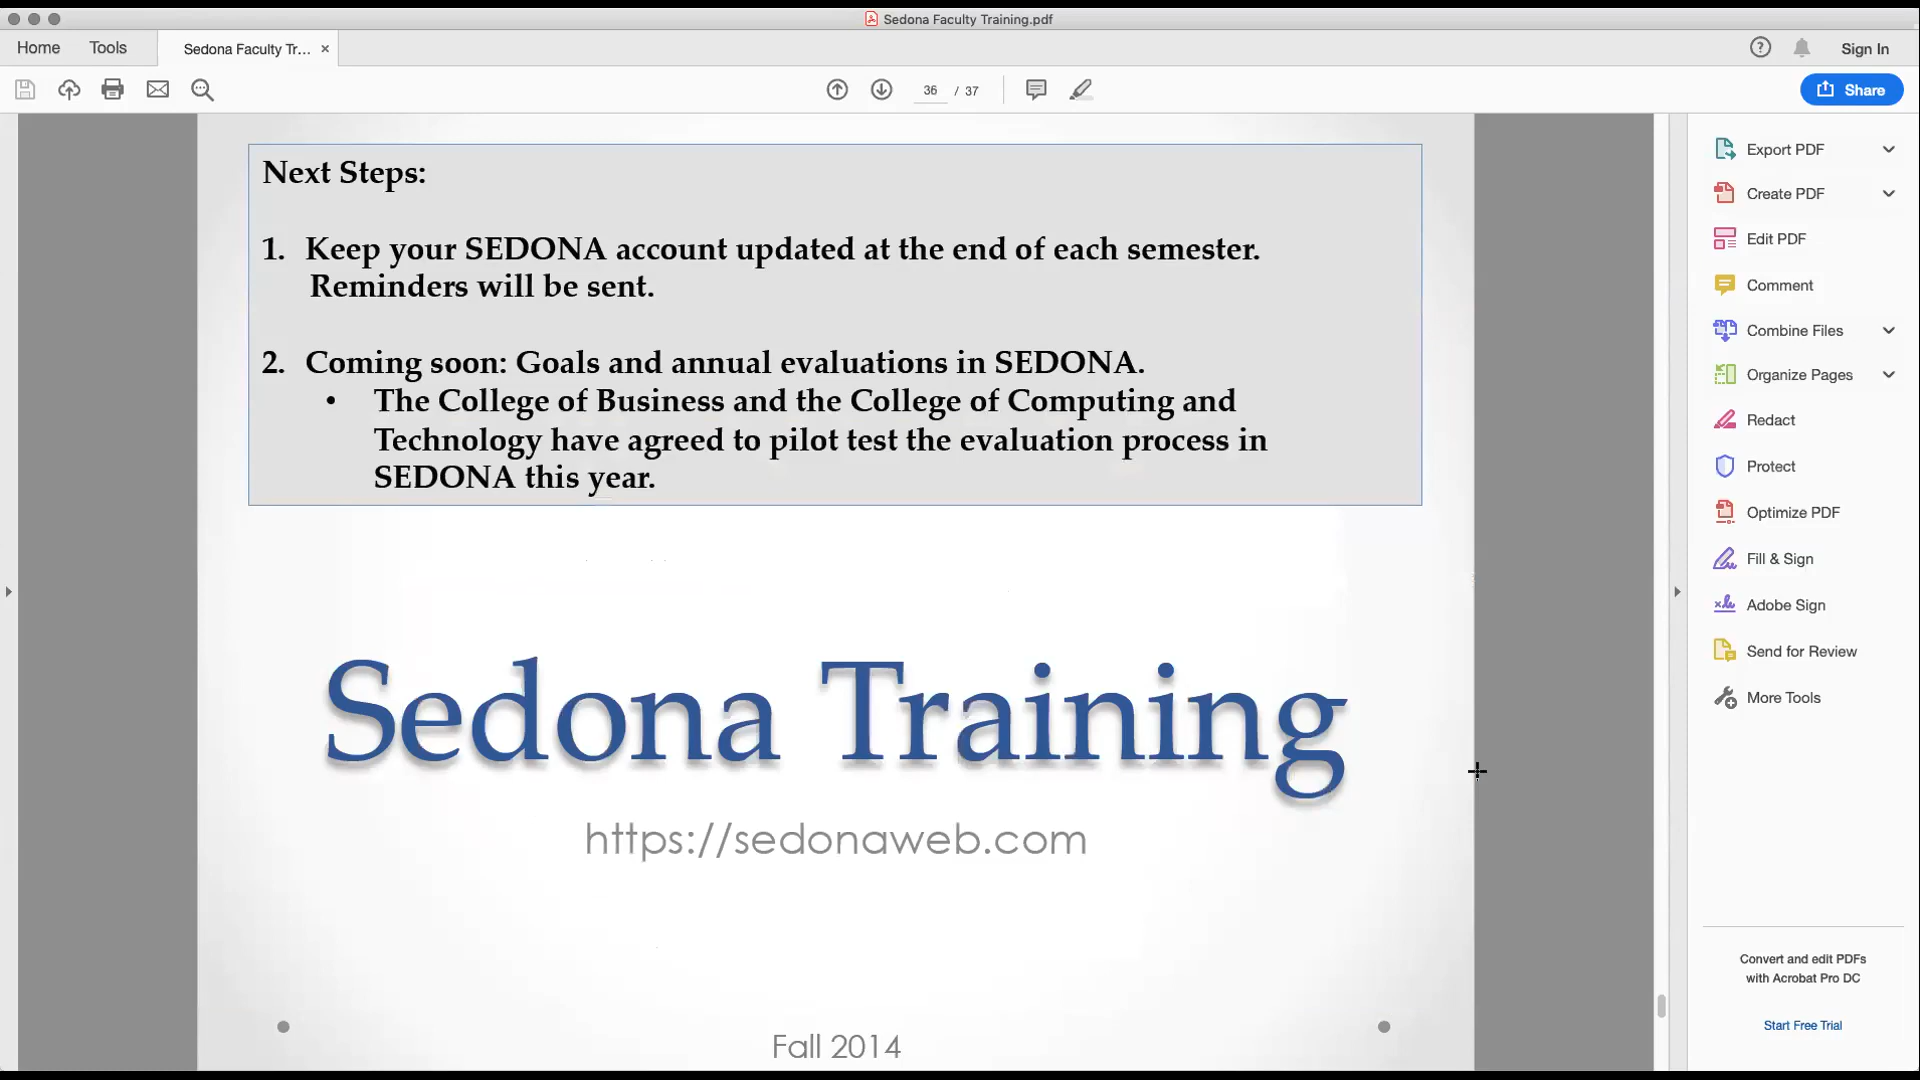 Sedona Faculty Training.pdf
Home Tools Sedona Faculty Tr... × Sign In
36 / 37 Share
Next Steps:
1. Keep your SEDONA account updated at the end of each semester.
Reminders will be sent.
2. Coming soon: Goals and annual evaluations in SEDONA.
• The College of Business and the College of Computing and
Technology have agreed to pilot test the evaluation process in
SEDONA this year.
Sedona Training
https://sedonaweb.com
Fall 2014
Export PDF
Create PDF
Edit PDF
Comment
Combine Files
Organize Pages
Redact
Protect
Optimize PDF
Fill & Sign
Adobe Sign
Send for Review
More Tools
Convert and edit PDFs
with Acrobat Pro DC
Start Free Trial